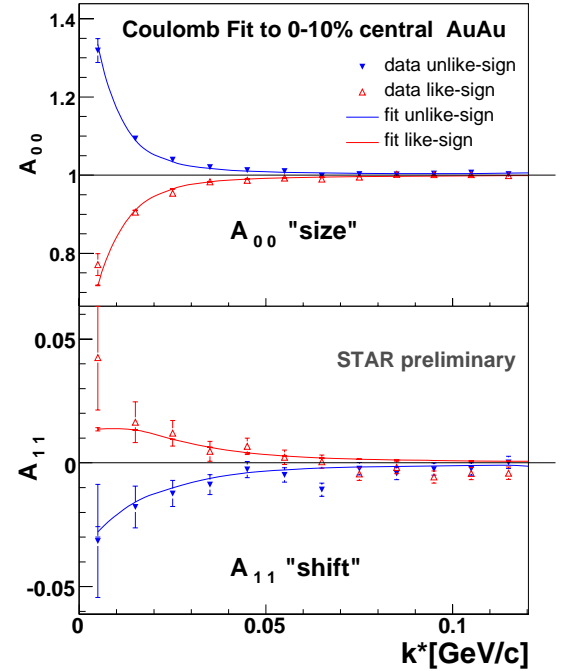 Coulomb Fit to 0-10% central AuAu
data unlike-sign
data like-sign
fit unlike-sign
fit like-sign
1.4
1.2
1
0.8
A00
A00 "size"
STAR preliminary
0.05
0
-0.05
A11
A11 "shift"
0
0.05
0.1
k*[GeV/c]